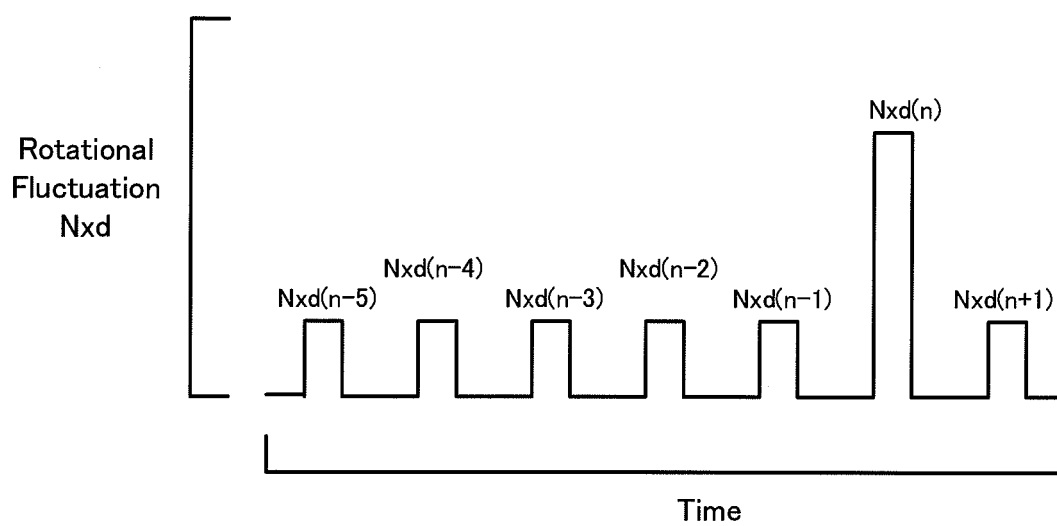 Rotational
Fluctuation
Nxd
Nxd(n-5)
Nxd(n-4)
Nxd(n-3)
Nxd(n-2)
Nxd(n-1)
Nxd(n)
Nxd(n+1)
Time